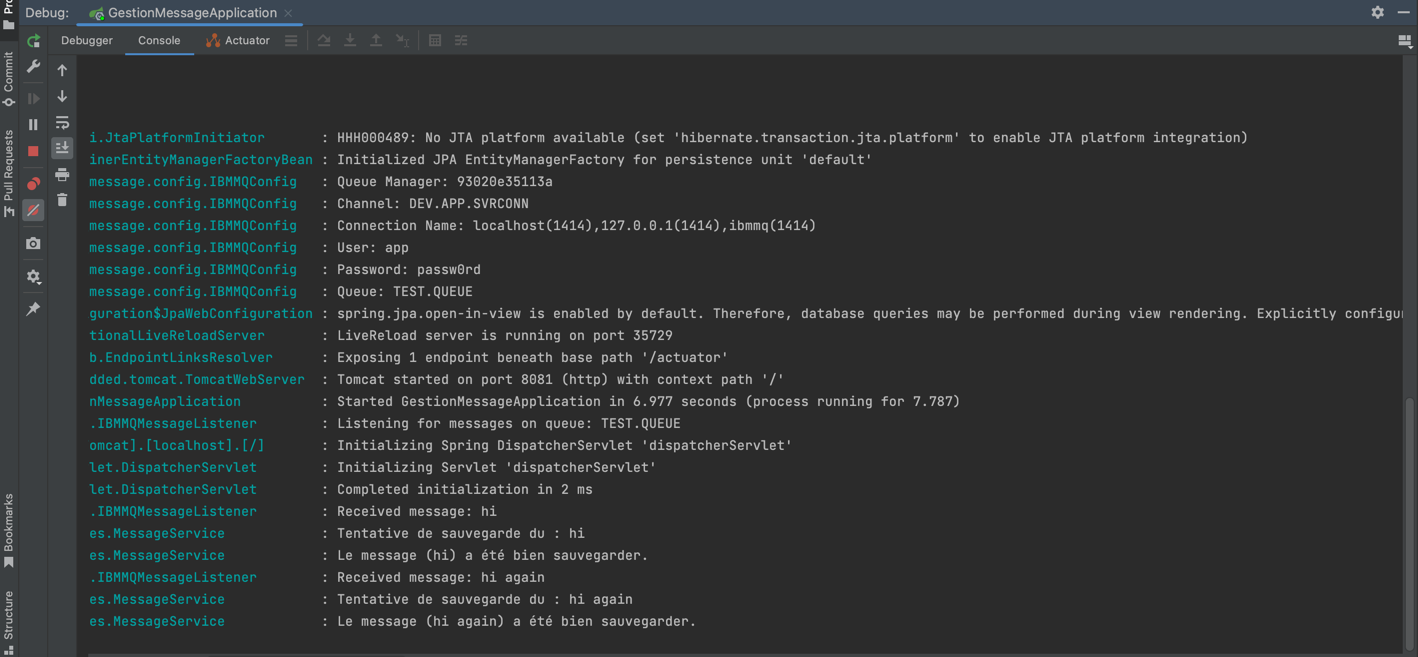 Debug: GestionMessageApplication
Debugger Console Actuator
Commit
Pull Requests
Bookmarks
Structure
i.JtaPlatformInitiator : HHH000489: No JTA platform available (set 'hibernate.transaction.jta.platform' to enable JTA platform integration)
inerEntityManagerFactoryBean : Initialized JPA EntityManagerFactory for persistence unit 'default'
message.config.IBMMQConfig : Queue Manager: 93020e35113a
message.config.IBMMQConfig : Channel: DEV.APP.SVRCONN
message.config.IBMMQConfig : Connection Name: localhost(1414),127.0.0.1(1414),ibmmq(1414)
message.config.IBMMQConfig : User: app
message.config.IBMMQConfig : Password: passw0rd
message.config.IBMMQConfig : Queue: TEST.QUEUE
guration$JpaWebConfiguration : spring.jpa.open-in-view is enabled by default. Therefore, database queries may be performed during view rendering. Explicitly configu
tionalLiveReloadServer : LiveReload server is running on port 35729
b.EndpointLinksResolver : Exposing 1 endpoint beneath base path '/actuator'
dded.tomcat.TomcatWebServer : Tomcat started on port 8081 (http) with context path '/'
nMessageApplication : Started GestionMessageApplication in 6.977 seconds (process running for 7.787)
.IBMMQMessageListener : Listening for messages on queue: TEST.QUEUE
omcat].[localhost].[/] : Initializing Spring DispatcherServlet 'dispatcherServlet'
let.DispatcherServlet : Initializing Servlet 'dispatcherServlet'
let.DispatcherServlet : Completed initialization in 2 ms
.IBMMQMessageListener : Received message: hi
es.MessageService : Tentative de sauvegarde du : hi
es.MessageService : Le message (hi) a été bien sauvegarder.
.IBMMQMessageListener : Received message: hi again
es.MessageService : Tentative de sauvegarde du : hi again
es.MessageService : Le message (hi again) a été bien sauvegarder.